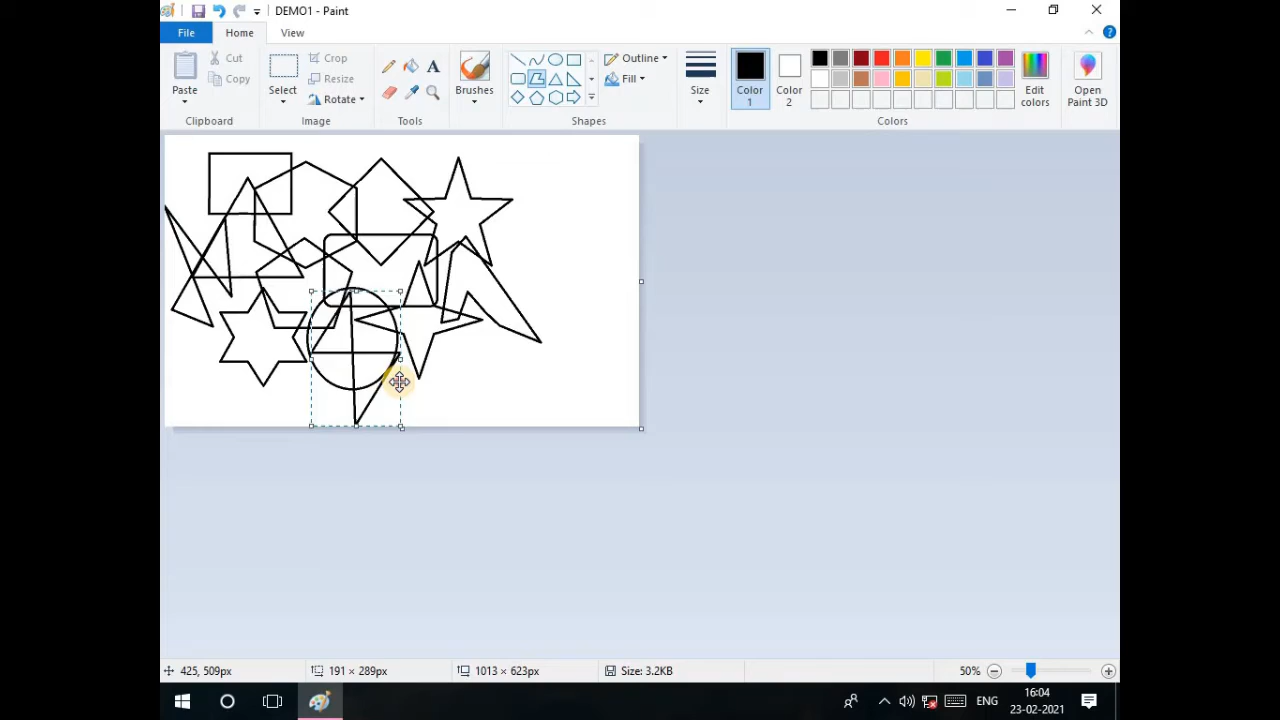 DEMO1 - Paint
File Home View
Paste
Cut
Copy
Clipboard
Select
Crop
Resize
Rotate
Image
A
Tools
Brushes
Outline
Fill
Shapes
Size
Color 1
Color 2
Edit colors
Colors
Open Paint 3D
?
425, 509px
191 × 289px
1013 × 623px
Size: 3.2KB
50%
ENG
16:04
23-02-2021